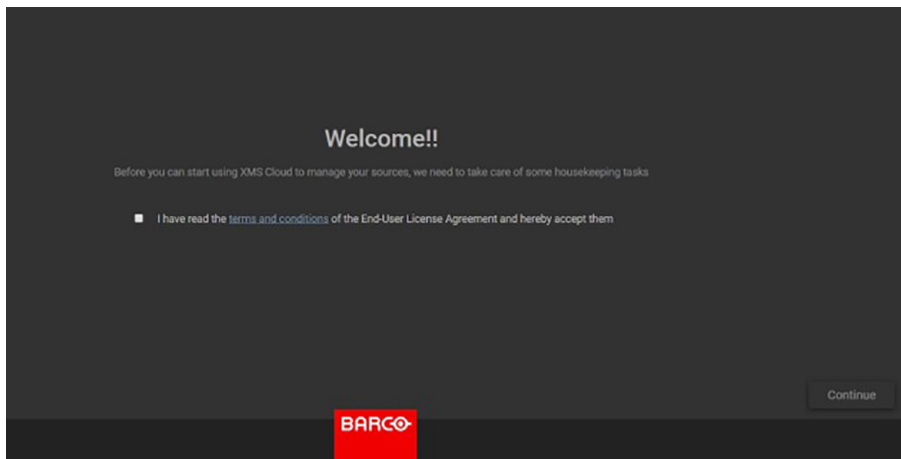 Welcome!!
Before you can start using XMS Cloud to manage your sources, we need to take care of some housekeeping tasks
I have read the terms and conditions of the End-User License Agreement and hereby accept them
Continue
BARCO